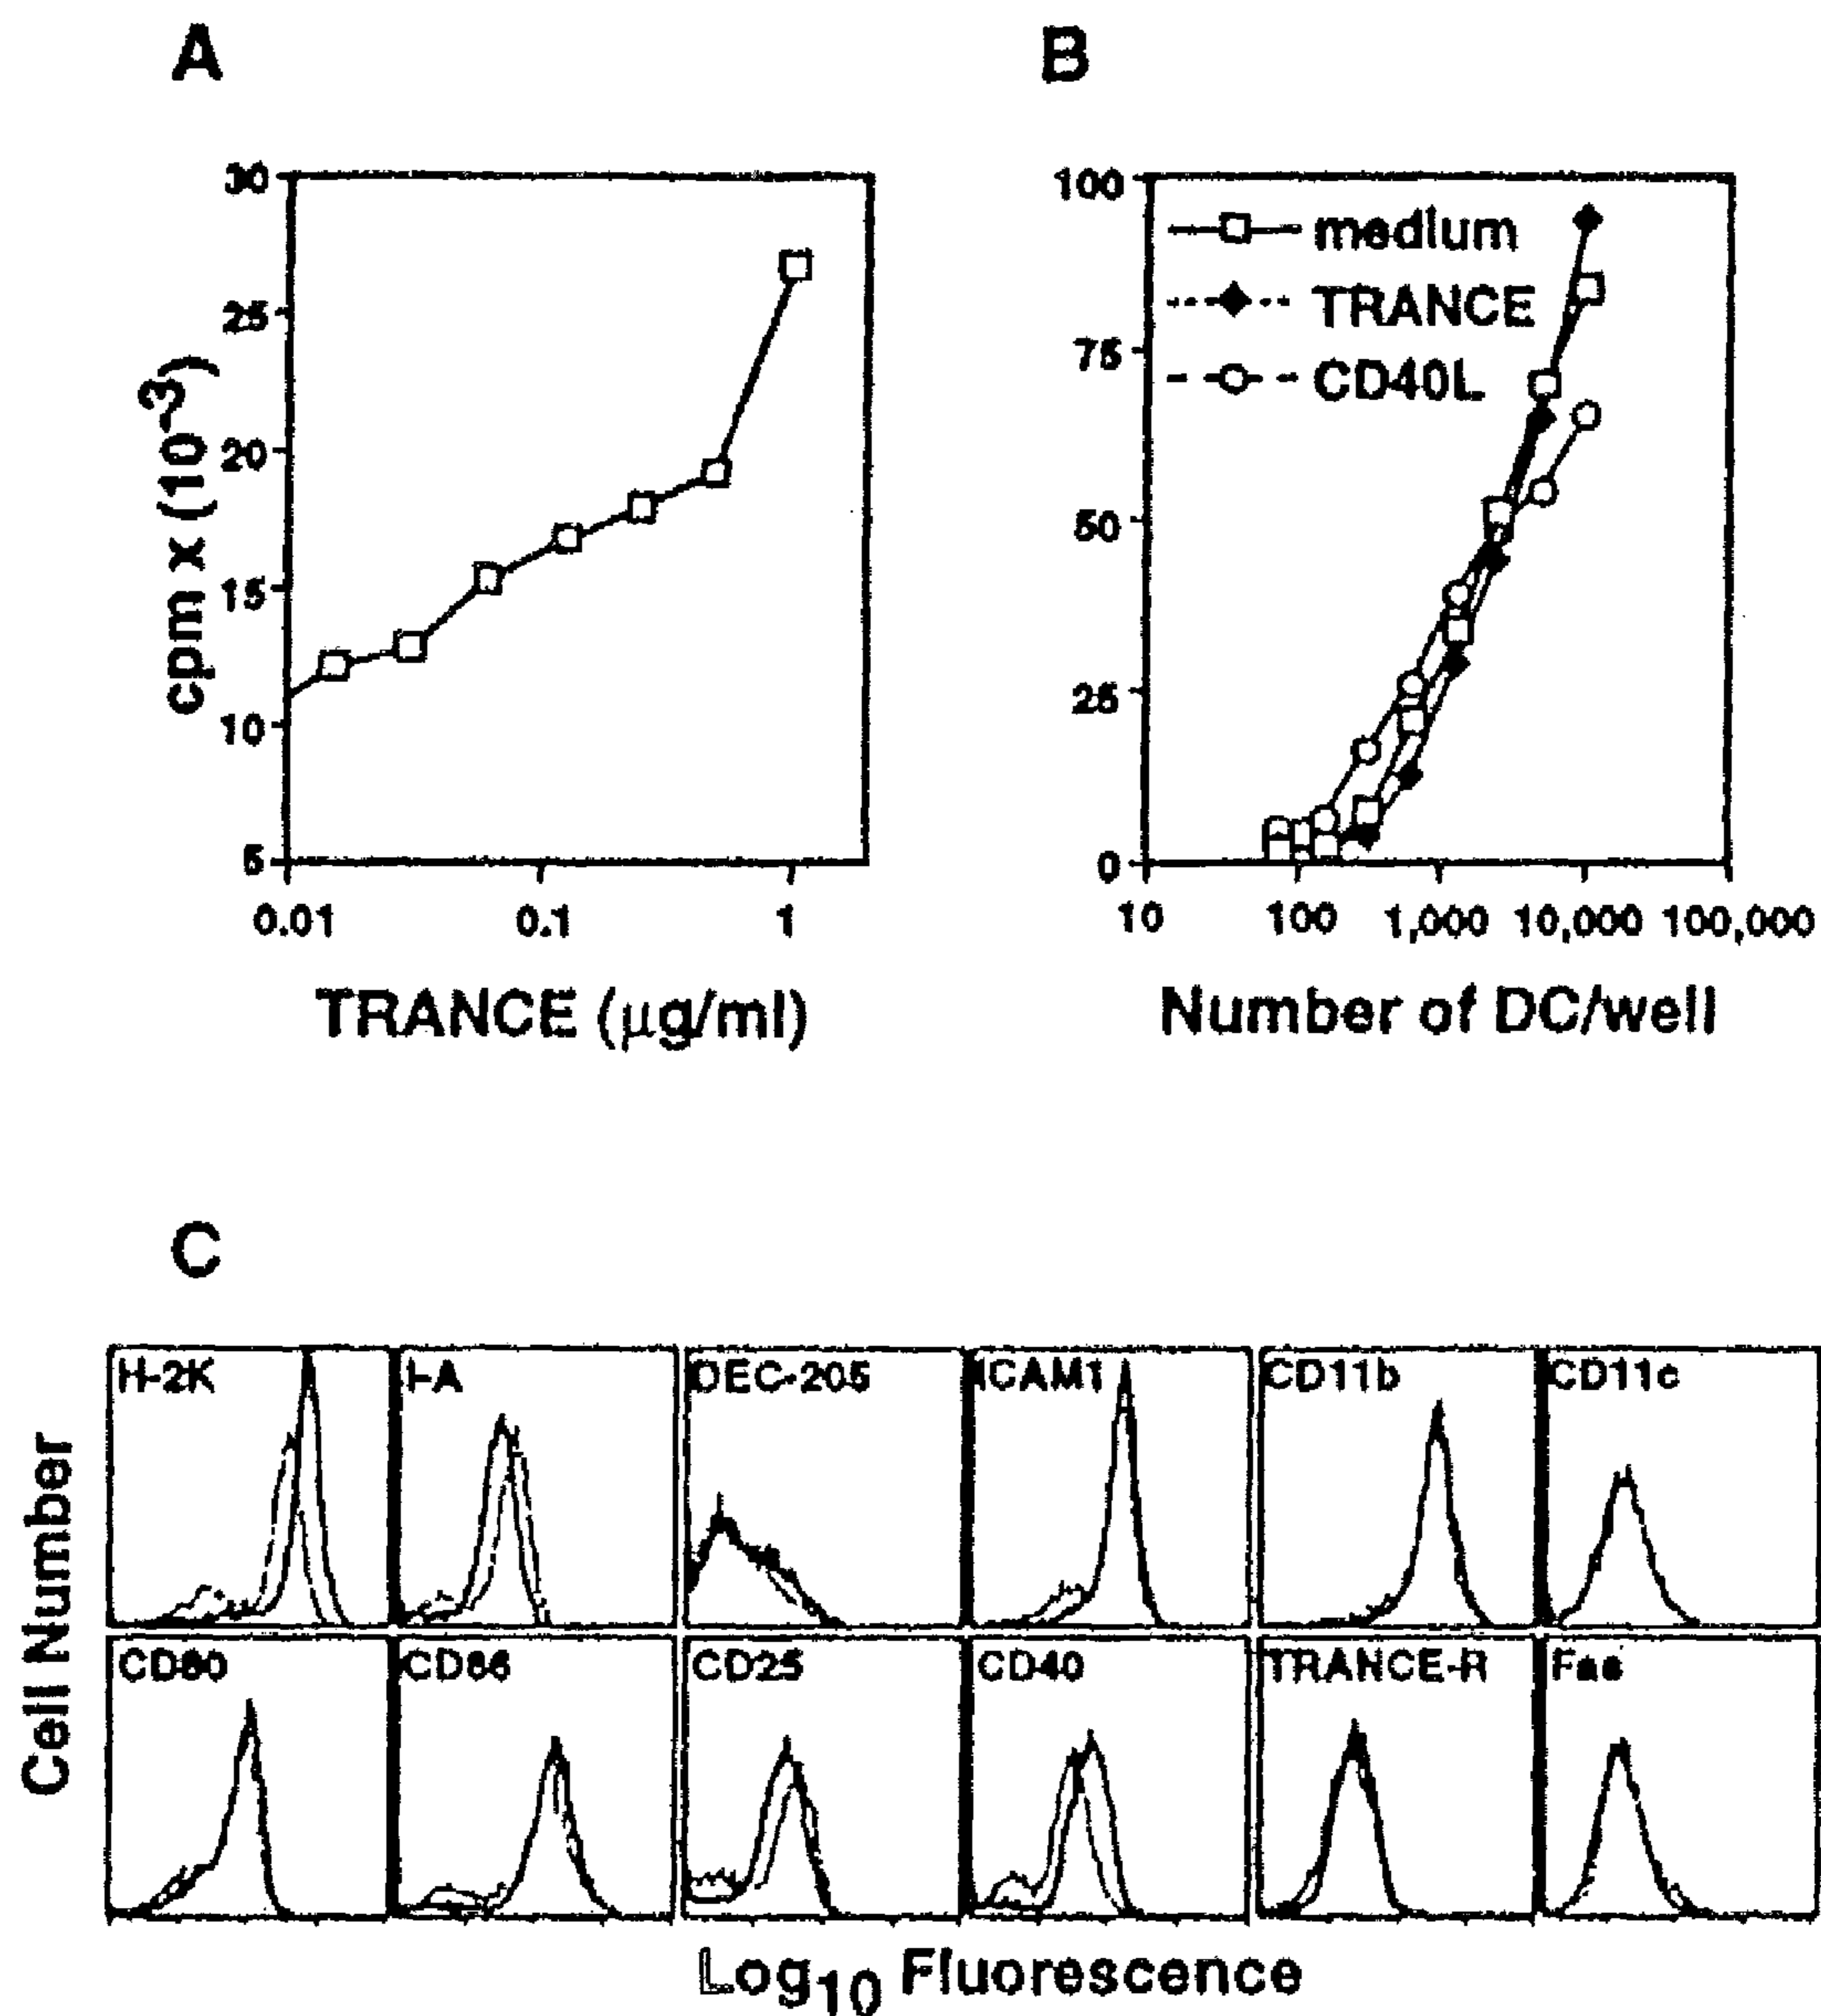 A
B
30
25
20
15
10
5
cpm x (10-3)
0.01 0.1 1
TRANCE (μg/ml)
100
75
50
25
0
medium
TRANCE
CD40L
10 100 1,000 10,000 100,000
Number of DC/well
C
Cell Number
H-2K I-A DEC-205 ICAM1 CD11b CD11c
CD80 CD86 CD25 CD40 TRANCE-R Fas
Log10 Fluorescence